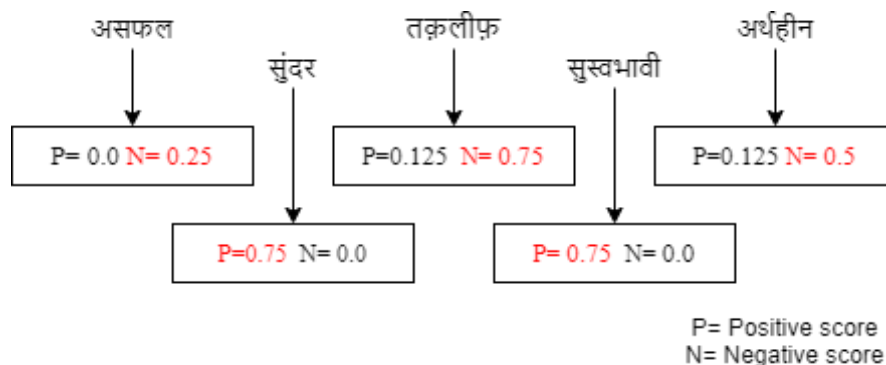 असफल
तक़लीफ़
अर्थहीन
सुंदर
सुस्वभावी
P= 0.0 N= 0.25
P=0.125 N= 0.75
P=0.125 N= 0.5
P=0.75 N= 0.0
P= 0.75 N= 0.0
P= Positive score
N= Negative score